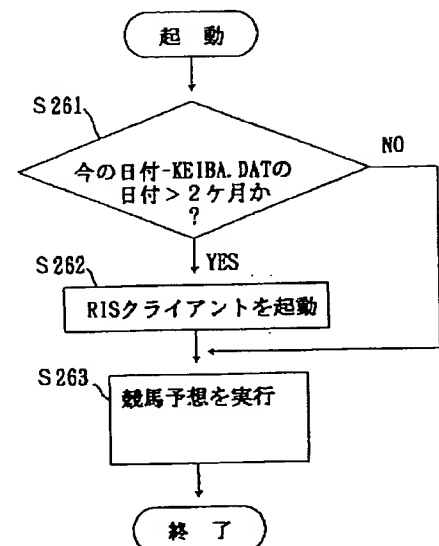 起 動
S261
今の日付-KEIBA.DATの
日付>2ケ月か
?
NO
YES
S262
RISクライアントを起動
S263
競馬予想を実行
終 了